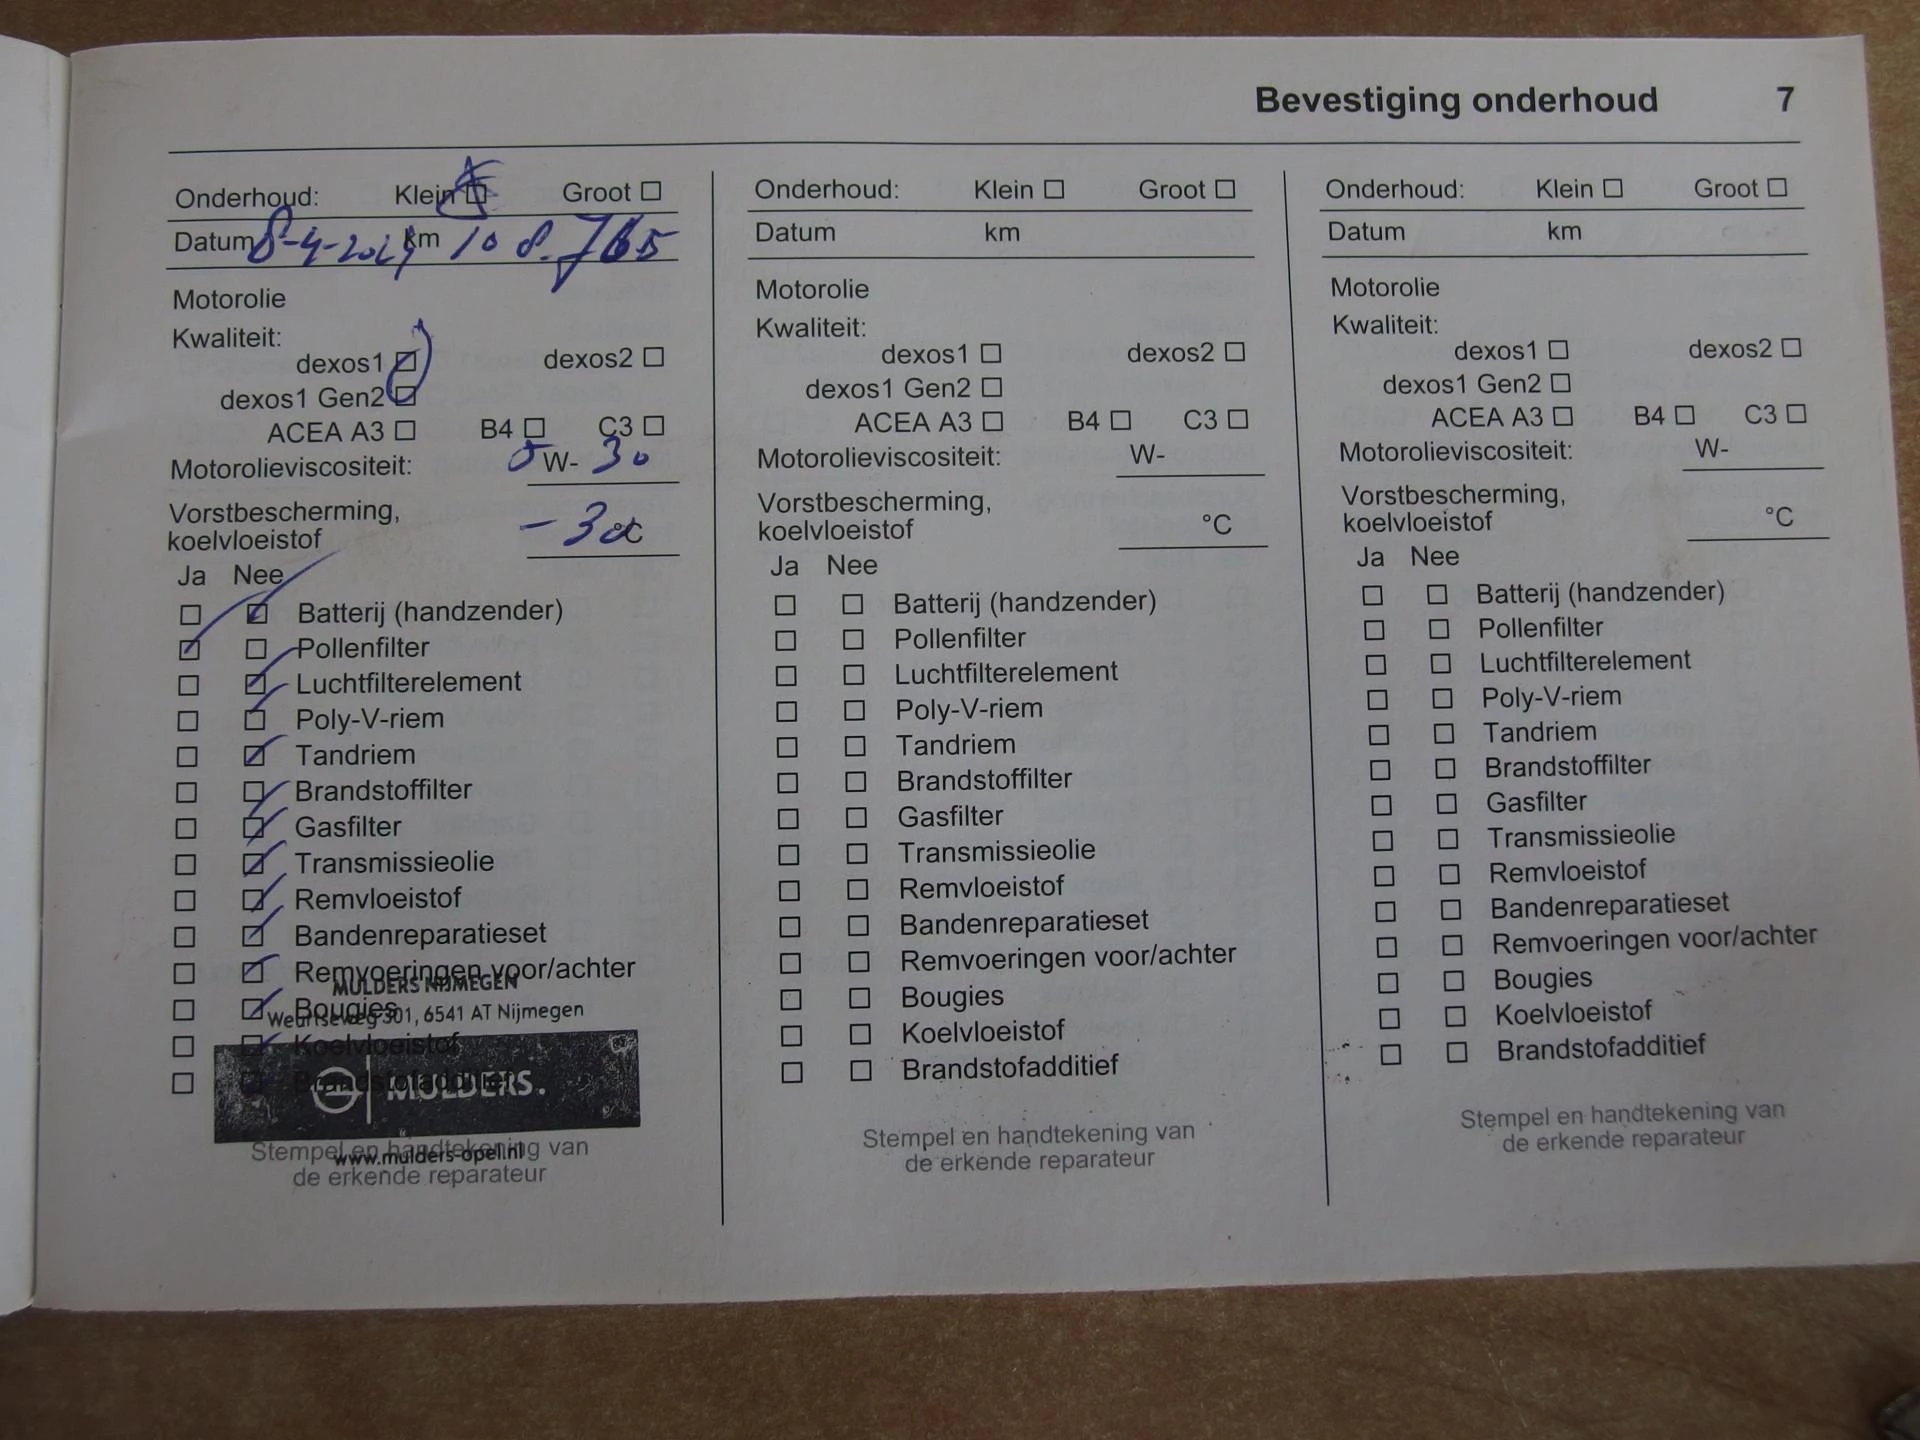 Bevestiging onderhoud 7
Onderhoud: Klein Groot
Datum 8-4-2024 km 108.765
Motorolie
Kwaliteit:
dexos1 dexos2
dexos1 Gen2
ACEA A3 B4 C3
Motorolieviscositeit: 5 W- 30
Vorstbescherming,
koelvloeistof -30 °C
Ja Nee
Batterij (handzender)
Pollenfilter
Luchtfilterelement
Poly-V-riem
Tandriem
Brandstoffilter
Gasfilter
Transmissieolie
Remvloeistof
Bandenreparatieset
Remvoeringen voor/achter
MULDERS NIJMEGEN
Bougies
Weurtseweg 301, 6541 AT Nijmegen
Koelvloeistof
Brandstofadditief
MULDERS.
Stempel en handtekening van
www.mulders-opel.nl
de erkende reparateur
Onderhoud: Klein Groot
Datum km
Motorolie
Kwaliteit:
dexos1 dexos2
dexos1 Gen2
ACEA A3 B4 C3
Motorolieviscositeit: W-
Vorstbescherming,
koelvloeistof °C
Ja Nee
Batterij (handzender)
Pollenfilter
Luchtfilterelement
Poly-V-riem
Tandriem
Brandstoffilter
Gasfilter
Transmissieolie
Remvloeistof
Bandenreparatieset
Remvoeringen voor/achter
Bougies
Koelvloeistof
Brandstofadditief
Stempel en handtekening van
de erkende reparateur
Onderhoud: Klein Groot
Datum km
Motorolie
Kwaliteit:
dexos1 dexos2
dexos1 Gen2
ACEA A3 B4 C3
Motorolieviscositeit: W-
Vorstbescherming,
koelvloeistof °C
Ja Nee
Batterij (handzender)
Pollenfilter
Luchtfilterelement
Poly-V-riem
Tandriem
Brandstoffilter
Gasfilter
Transmissieolie
Remvloeistof
Bandenreparatieset
Remvoeringen voor/achter
Bougies
Koelvloeistof
Brandstofadditief
Stempel en handtekening van
de erkende reparateur